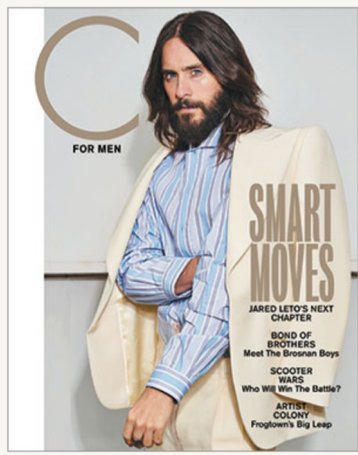 C
FOR MEN
SMART
MOVES
JARED LETO'S NEXT
CHAPTER
BOND OF
BROTHERS
Meet The Brosnan Boys
SCOOTER
WARS
Who Will Win The Battle?
ARTIST
COLONY
Frogtown's Big Leap